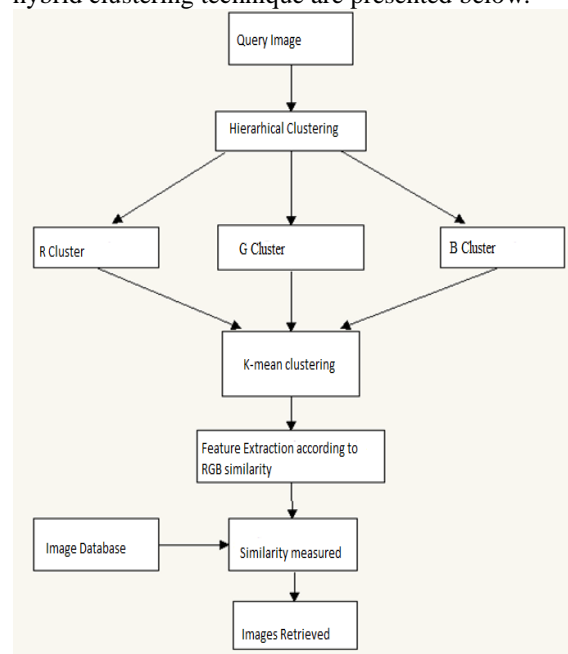 hybrid clustering technique are presented below.
Query Image
Hierarhical Clustering
R Cluster
G Cluster
B Cluster
K-mean clustering
Feature Extraction according to
RGB similarity
Image Database
Similarity measured
Images Retrieved